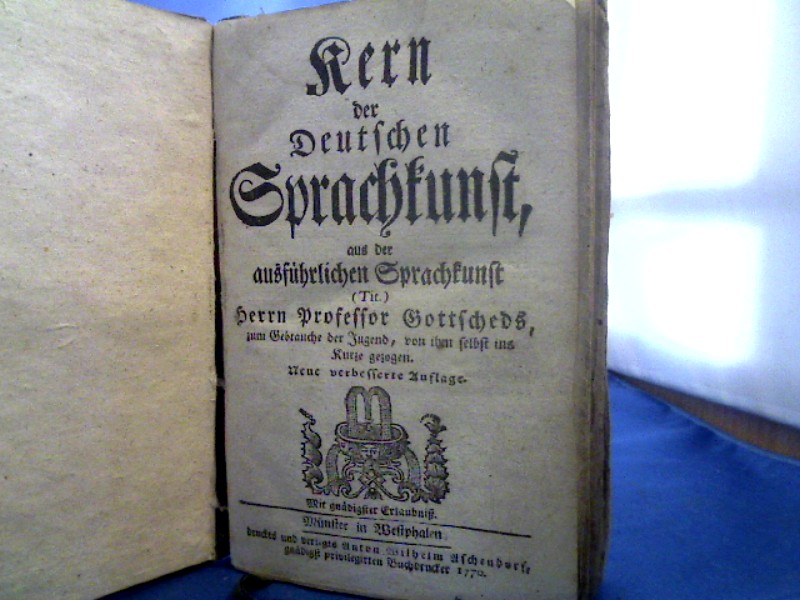 Kern
der
Deutschen
Sprachkunst,
aus der
ausführlichen Sprachkunst
(Tit.)
Herrn Professor Gottscheds,
zum Gebrauche der Jugend, von ihm selbst ins
Kurze gezogen.
Neue verbesserte Auflage.
Mit gnädigster Erlaubniß.
Münster in Westphalen
druckts und verlegts Anton Wilhelm Aschendorf
gnädigst privilegirten Buchdrucker 1770.